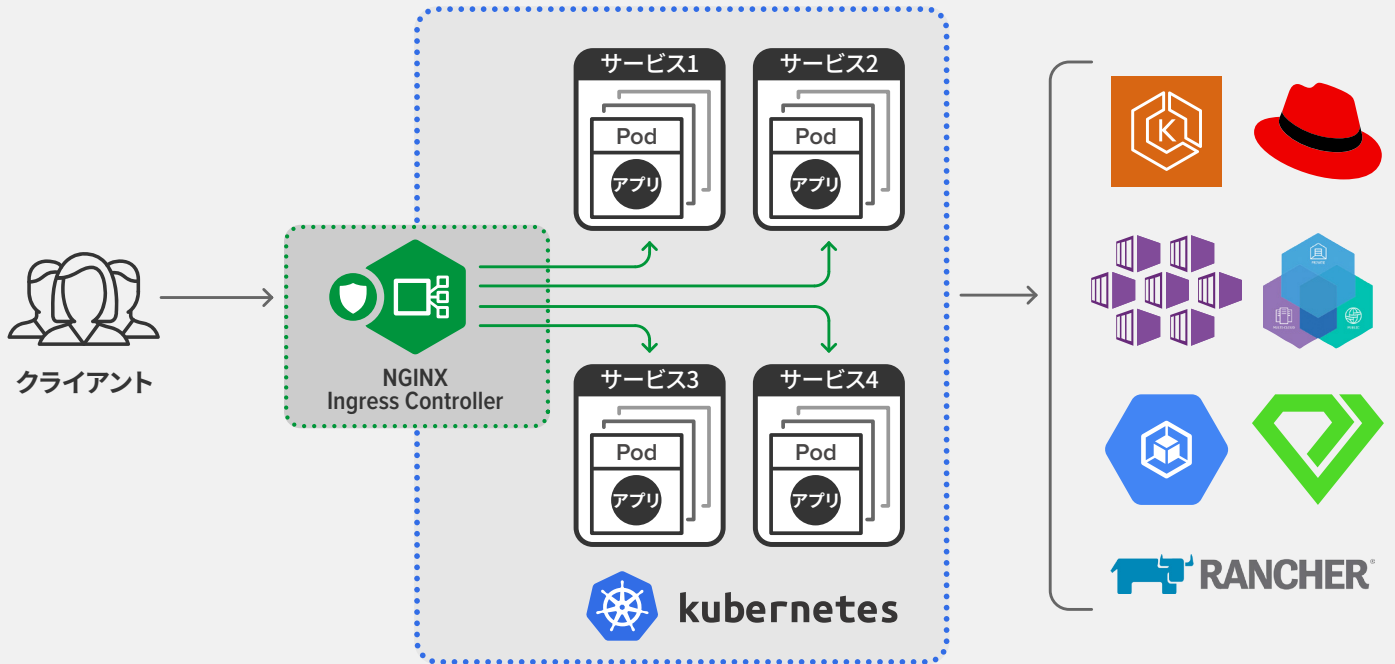 クライアント
NGINX
Ingress Controller
サービス1
Pod
アプリ
サービス2
Pod
アプリ
サービス3
Pod
アプリ
サービス4
Pod
アプリ
kubernetes
K
PRIVATE
PUBLIC
RANCHER®